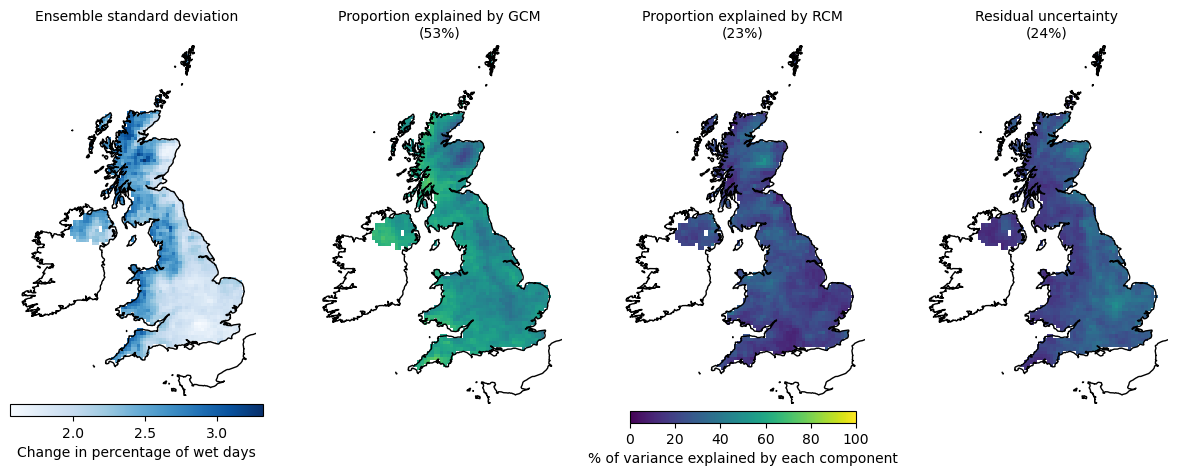 Ensemble standard deviation
Proportion explained by GCM
(53%)
Proportion explained by RCM
(23%)
Residual uncertainty
(24%)
2.0 2.5 3.0
Change in percentage of wet days
0 20 40 60 80 100
% of variance explained by each component